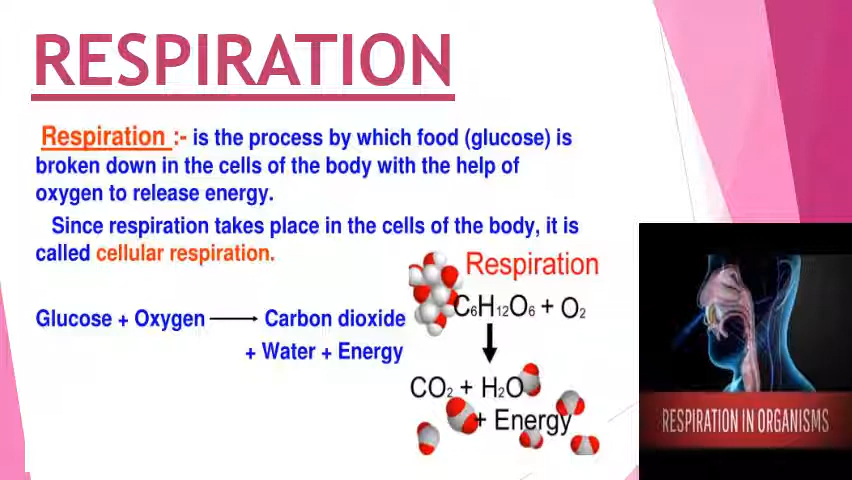 RESPIRATION
Respiration :- is the process by which food (glucose) is
broken down in the cells of the body with the help of
oxygen to release energy.
Since respiration takes place in the cells of the body, it is
called cellular respiration.
Glucose + Oxygen ⟶ Carbon dioxide
+ Water + Energy
Respiration
C₆H₁₂O₆ + O₂
↓
CO₂ + H₂O
+ Energy
RESPIRATION IN ORGANISMS